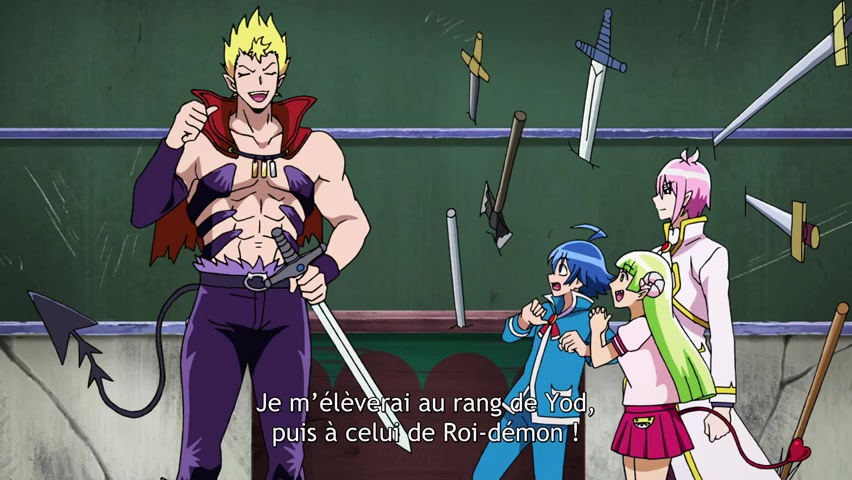 Je m'élèverai au rang de Yod,
puis à celui de Roi-démon !